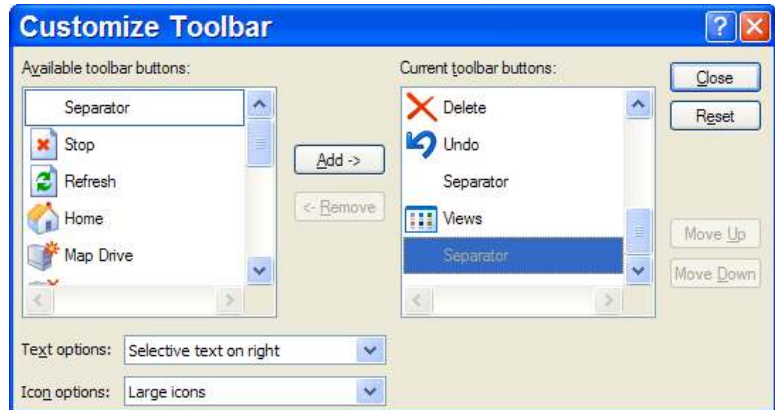 Customize Toolbar
Available toolbar buttons:
Separator
Stop
Refresh
Home
Map Drive
Add ->
<- Remove
Current toolbar buttons:
Delete
Undo
Separator
Views
Separator
Close
Reset
Move Up
Move Down
Text options: Selective text on right
Icon options: Large icons